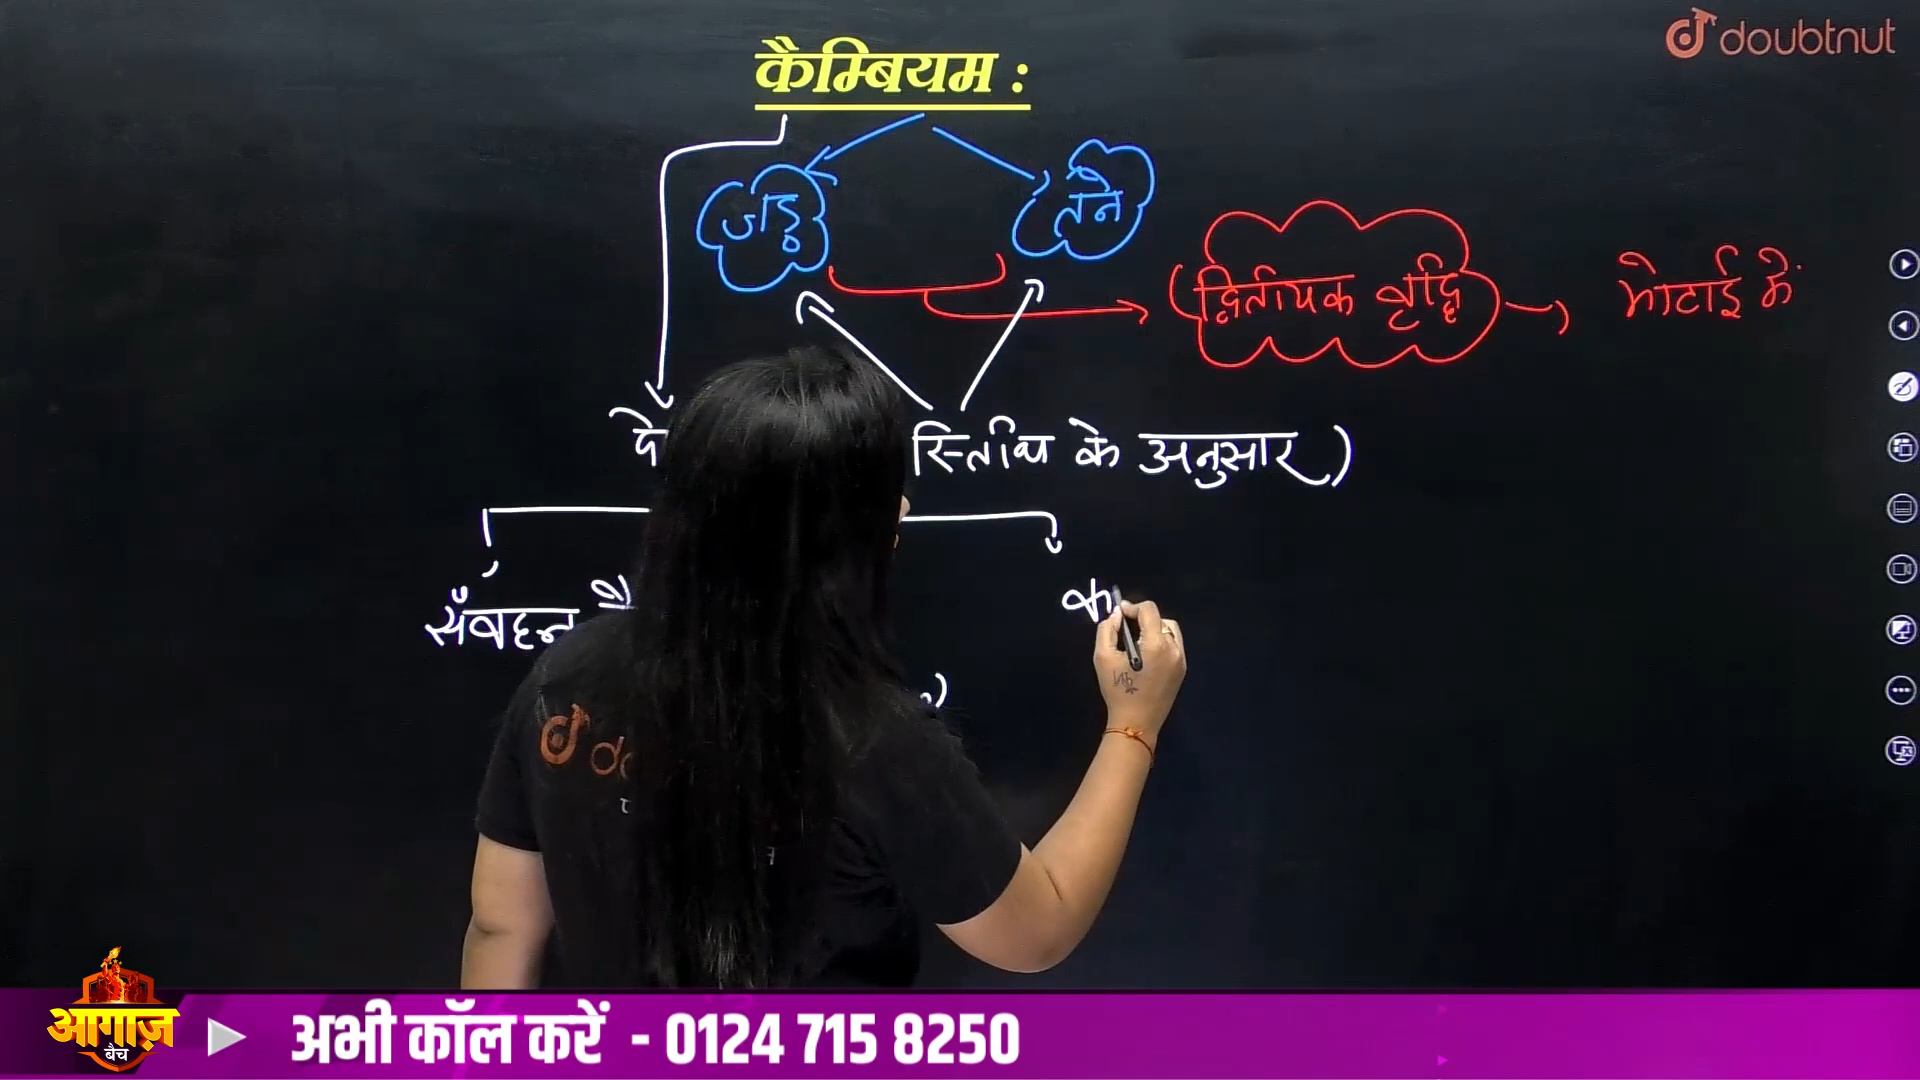 doubtnut
कैम्बियम :
जड़
तने
द्वितीयक वृद्धि
मोटाई में
स्तिथि के अनुसार)
संवहन
क
आगाज़
बैच
अभी कॉल करें - 0124 715 8250